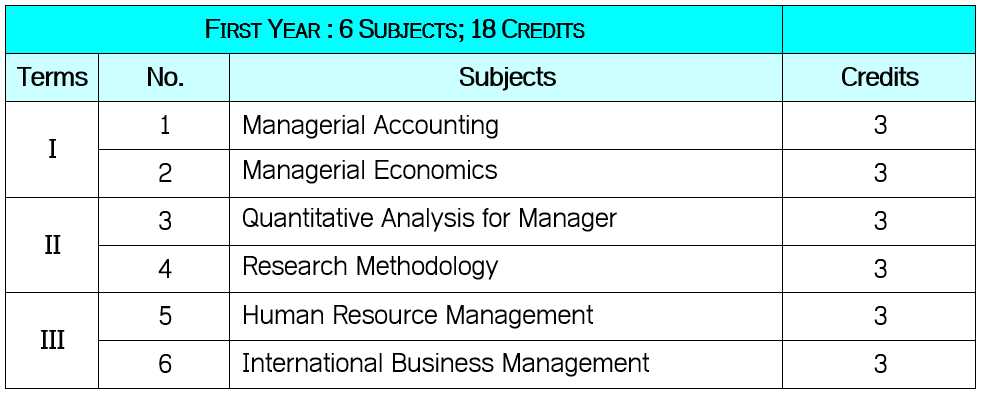 First Year : 6 Subjects; 18 Credits
Terms No. Subjects Credits
I 1 Managerial Accounting 3
2 Managerial Economics 3
II 3 Quantitative Analysis for Manager 3
4 Research Methodology 3
III 5 Human Resource Management 3
6 International Business Management 3